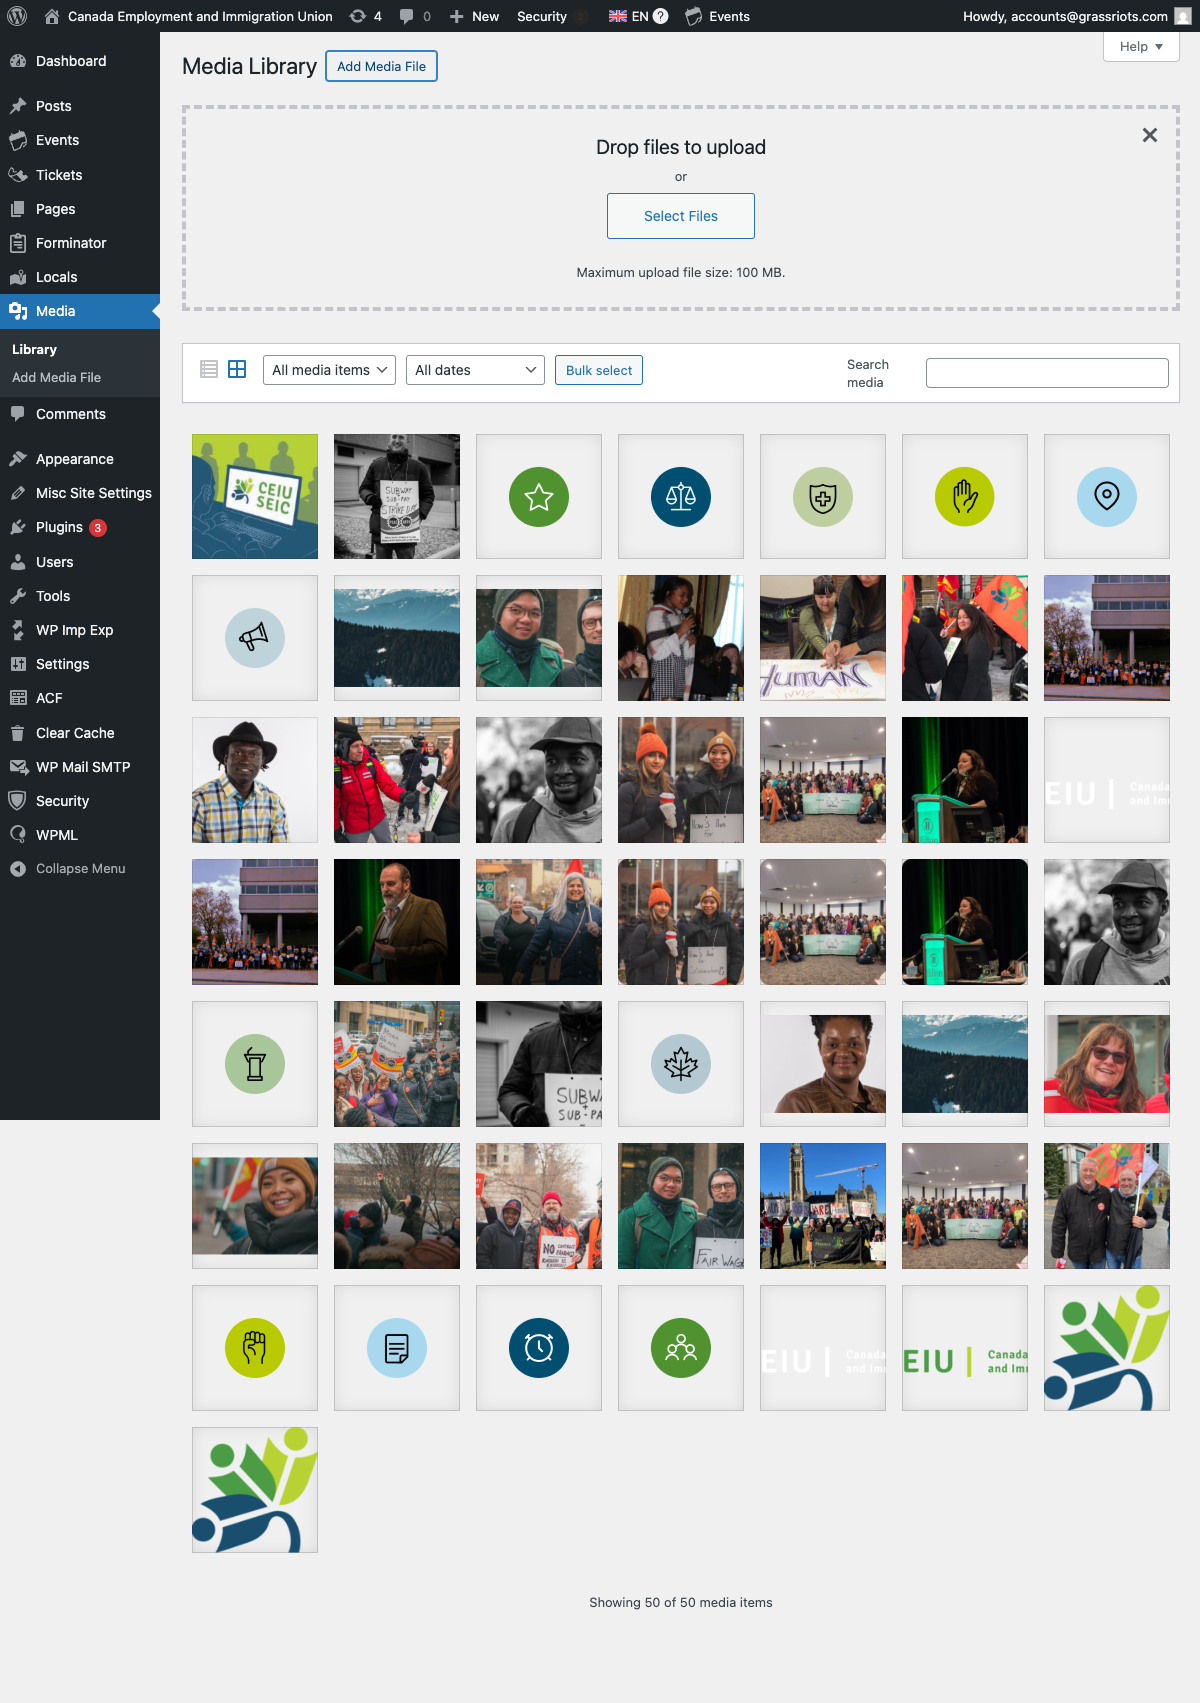 Canada Employment and Immigration Union
4
0
New
Security
EN
Events
Howdy, accounts@grassriots.com
Help
Dashboard
Posts
Events
Tickets
Pages
Forminator
Locals
Media
Library
Add Media File
Comments
Appearance
Misc Site Settings
Plugins 3
Users
Tools
WP Imp Exp
Settings
ACF
Clear Cache
WP Mail SMTP
Security
WPML
Collapse Menu
Media Library
Add Media File
Drop files to upload
or
Select Files
Maximum upload file size: 100 MB.
All media items
All dates
Bulk select
Search
media
CEIU
SEIC
SUBWAY
SUB-PAY
STRIKE DAY
HUMAN
EIU
Canada
and Im
SUBW
SUB-PA
NO
FAIR WAG
ARE
EIU
Canada
and Im
EIU
Canada
and Im
Showing 50 of 50 media items